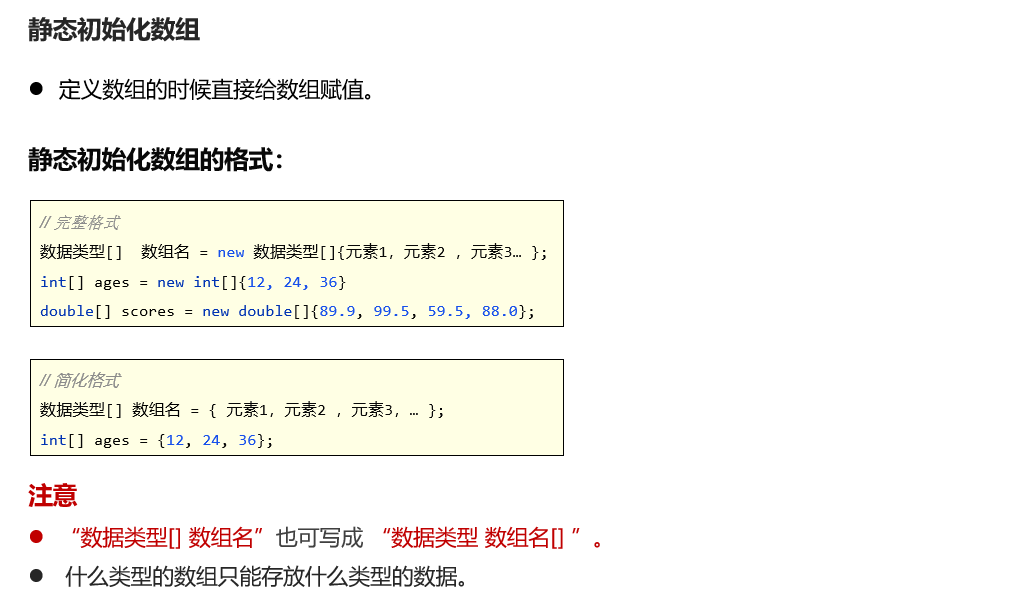 静态初始化数组
● 定义数组的时候直接给数组赋值。
静态初始化数组的格式：
// 完整格式
数据类型[]  数组名 = new 数据类型[]{元素1，元素2 ，元素3… };
int[] ages = new int[]{12, 24, 36}
double[] scores = new double[]{89.9, 99.5, 59.5, 88.0};
// 简化格式
数据类型[] 数组名 = { 元素1，元素2 ，元素3，… };
int[] ages = {12, 24, 36};
注意
● “数据类型[] 数组名”也可写成 “数据类型 数组名[] ”。
● 什么类型的数组只能存放什么类型的数据。